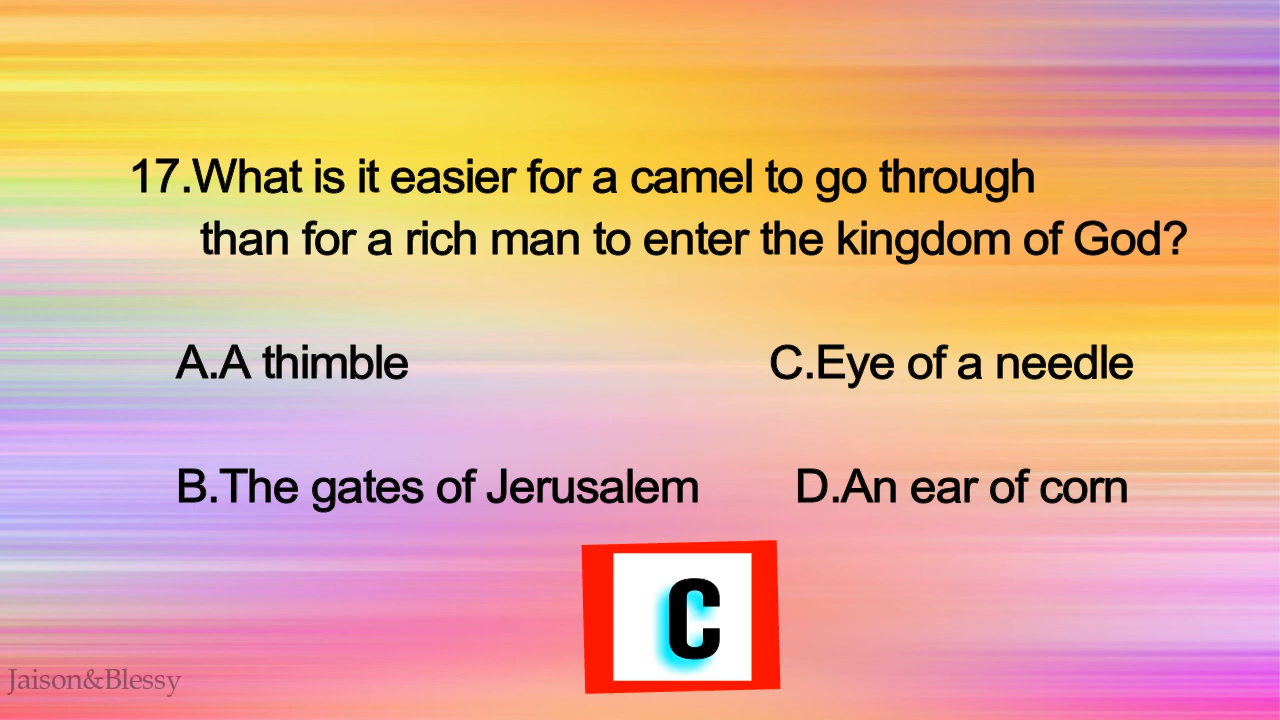 17.What is it easier for a camel to go through
than for a rich man to enter the kingdom of God?
A.A thimble
C.Eye of a needle
B.The gates of Jerusalem
D.An ear of corn
C
Jaison&Blessy